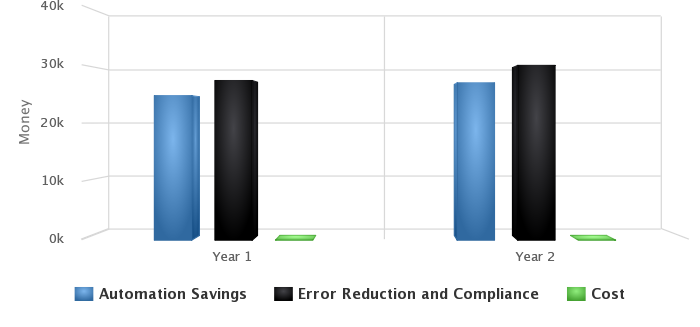 40k
30k
20k
10k
0k
Money
Year 1
Year 2
Automation Savings
Error Reduction and Compliance
Cost